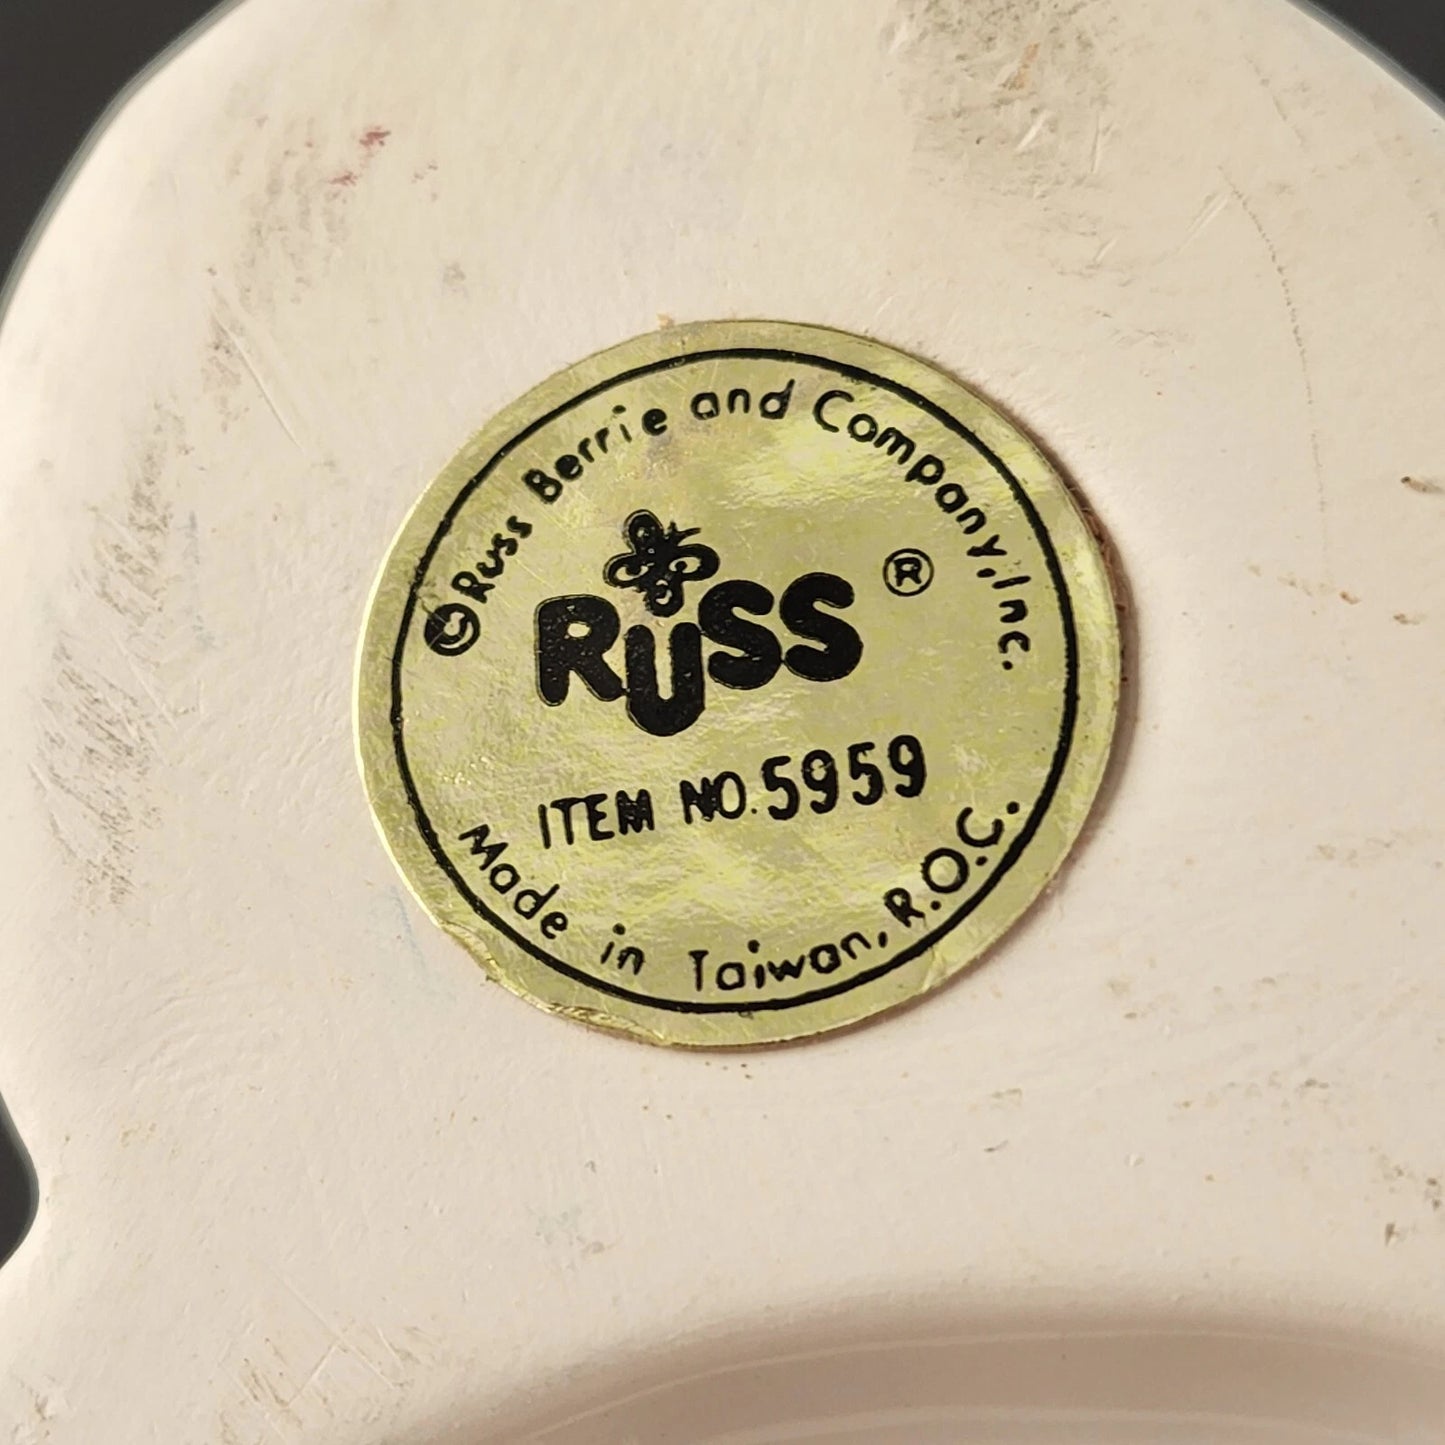 © Russ Berrie and Company, Inc.
RUSS ®
ITEM NO. 5959
Made in Taiwan, R.O.C.